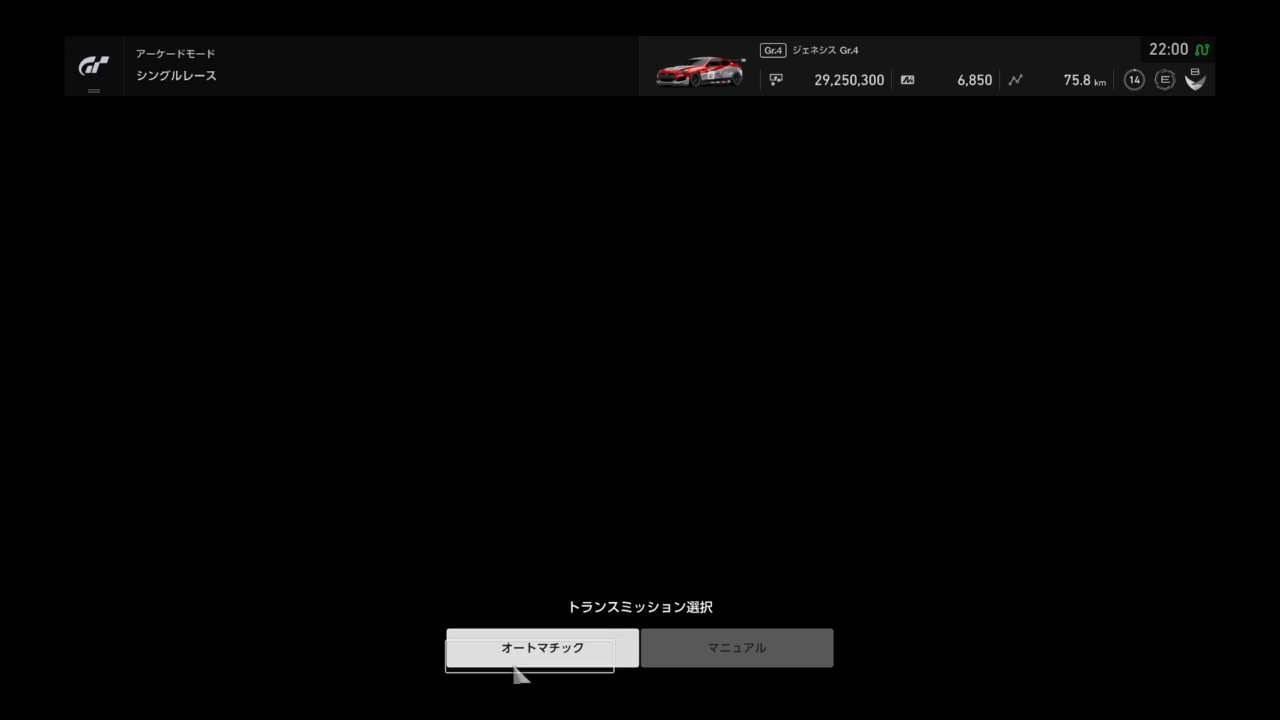 アーケードモード
シングルレース
Gr.4 ジェネシス Gr.4
22:00
29,250,300
6,850
75.8 km
14
E
B
トランスミッション選択
オートマチック
マニュアル